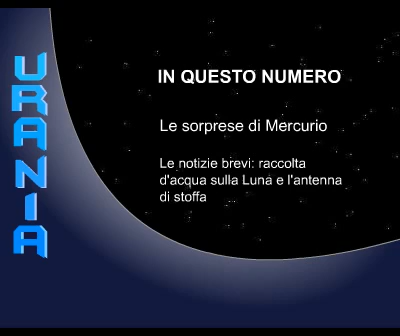 URANIA
IN QUESTO NUMERO
Le sorprese di Mercurio
Le notizie brevi: raccolta
d'acqua sulla Luna e l'antenna
di stoffa